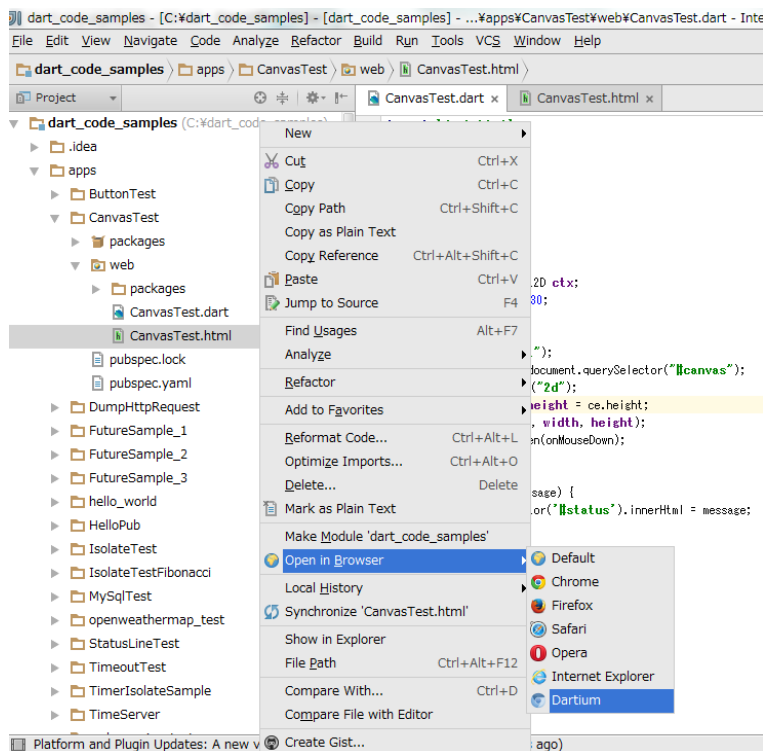 dart_code_samples - [C:¥dart_code_samples] - [dart_code_samples] - ...¥apps¥CanvasTest¥web¥CanvasTest.dart - Inte
File Edit View Navigate Code Analyze Refactor Build Run Tools VCS Window Help
dart_code_samples apps CanvasTest web CanvasTest.html
Project
CanvasTest.dart × CanvasTest.html ×
dart_code_samples (C:¥dart_code_samples)
.idea
apps
ButtonTest
CanvasTest
packages
web
packages
CanvasTest.dart
CanvasTest.html
pubspec.lock
pubspec.yaml
DumpHttpRequest
FutureSample_1
FutureSample_2
FutureSample_3
hello_world
HelloPub
IsolateTest
IsolateTestFibonacci
MySqlTest
openweathermap_test
StatusLineTest
TimeoutTest
TimerIsolateSample
TimeServer
New
Cut Ctrl+X
Copy Ctrl+C
Copy Path Ctrl+Shift+C
Copy as Plain Text
Copy Reference Ctrl+Alt+Shift+C
Paste Ctrl+V
Jump to Source F4
Find Usages Alt+F7
Analyze
Refactor
Add to Favorites
Reformat Code... Ctrl+Alt+L
Optimize Imports... Ctrl+Alt+O
Delete... Delete
Mark as Plain Text
Make Module 'dart_code_samples'
Open in Browser
Local History
Synchronize 'CanvasTest.html'
Show in Explorer
File Path Ctrl+Alt+F12
Compare With... Ctrl+D
Compare File with Editor
Create Gist...
.2D ctx;
30;
.");
document.querySelector("#canvas");
("2d");
height = ce.height;
, width, height);
en(onMouseDown);
sage) {
or('#status').innerHtml = message;
Default
Chrome
Firefox
Safari
Opera
Internet Explorer
Dartium
Platform and Plugin Updates: A new v
ago)